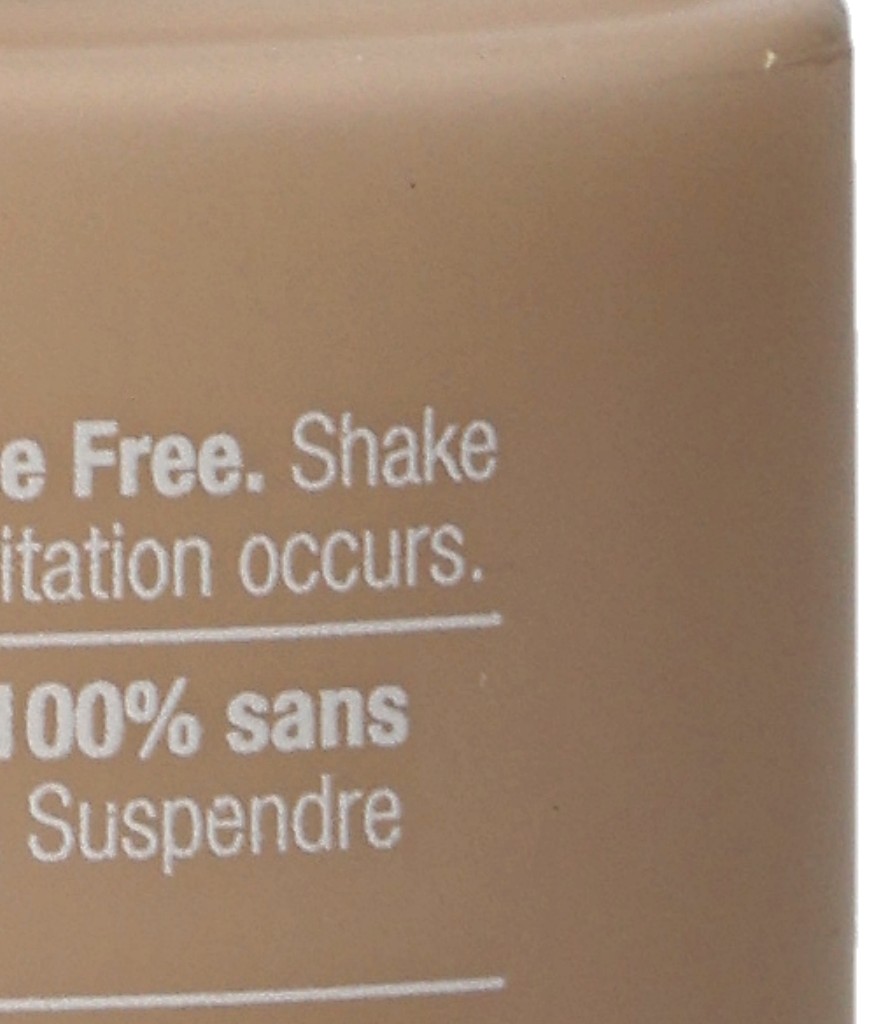 e Free. Shake
itation occurs.
100% sans
Suspendre